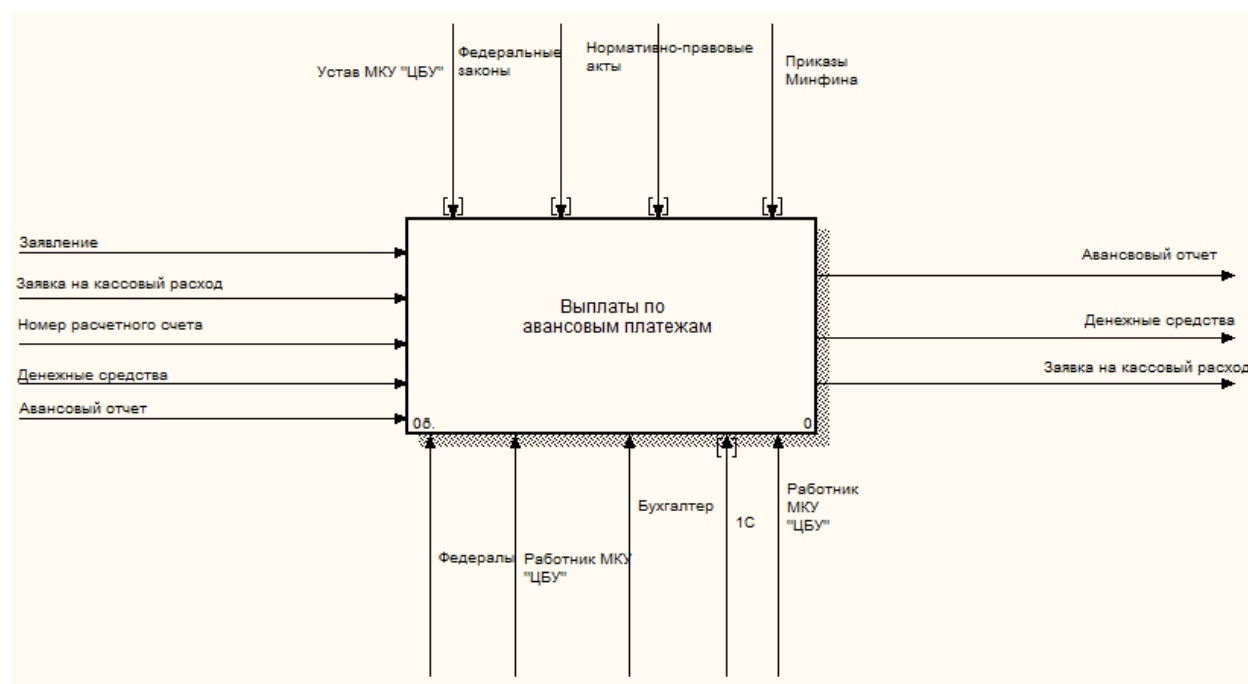 Устав МКУ "ЦБУ"
Федеральные
законы
Нормативно-правовые
акты
Приказы
Минфина
Заявление
Заявка на кассовый расход
Номер расчетного счета
Денежные средства
Авансовый отчет
Выплаты по
авансовым платежам
0б.
0
Авансвовый отчет
Денежные средства
Заявка на кассовый расход
Федералы
Работник МКУ
"ЦБУ"
Бухгалтер
1С
Работник
МКУ
"ЦБУ"